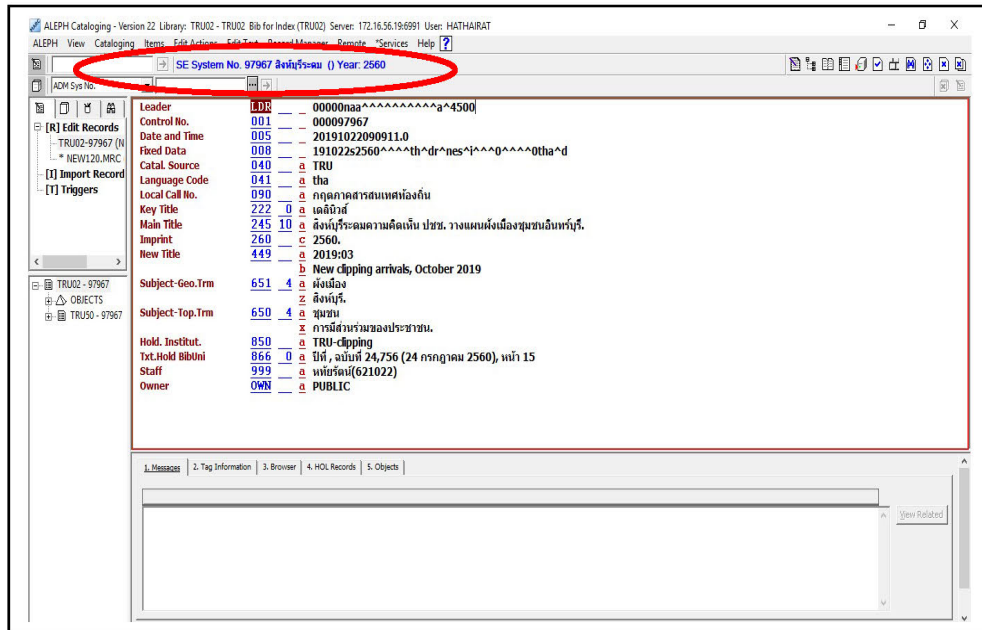 ALEPH Cataloging - Version 22 Library: TRU02 - TRU02 Bib for Index (TRU02) Server: 172.16.56.19:6991 User: HATHAIRAT
ALEPH View Cataloging Items Edit Actions Edit Text Record Manager Remote *Services Help ?
SE System No. 97967 สิงห์บุรีระดม () Year: 2560
ADM Sys No.
[R] Edit Records
TRU02-97967 (N
* NEW120.MRC
[I] Import Record
[T] Triggers
TRU02 - 97967
OBJECTS
TRU50 - 97967
Leader LDR 00000naa^^^^^^^^^^a^4500
Control No. 001 000097967
Date and Time 005 20191022090911.0
Fixed Data 008 191022s2560^^^^th^dr^nes^i^^^0^^^^0tha^d
Catal. Source 040 a TRU
Language Code 041 a tha
Local Call No. 090 a กฤตภาคสารสนเทศท้องถิ่น
Key Title 222 0 a เดลินิวส์
Main Title 245 10 a สิงห์บุรีระดมความคิดเห็น ปชช. วางแผนผังเมืองชุมชนอินทร์บุรี.
Imprint 260 c 2560.
New Title 449 a 2019:03
b New clipping arrivals, October 2019
Subject-Geo.Trm 651 4 a ผังเมือง
z สิงห์บุรี.
Subject-Top.Trm 650 4 a ชุมชน
x การมีส่วนร่วมของประชาชน.
Hold. Institut. 850 a TRU-clipping
Txt.Hold BibUni 866 0 a ปีที่ , ฉบับที่ 24,756 (24 กรกฎาคม 2560), หน้า 15
Staff 999 a หทัยรัตน์(621022)
Owner OWN a PUBLIC
1. Messages 2. Tag Information 3. Browser 4. HOL Records 5. Objects
View Related